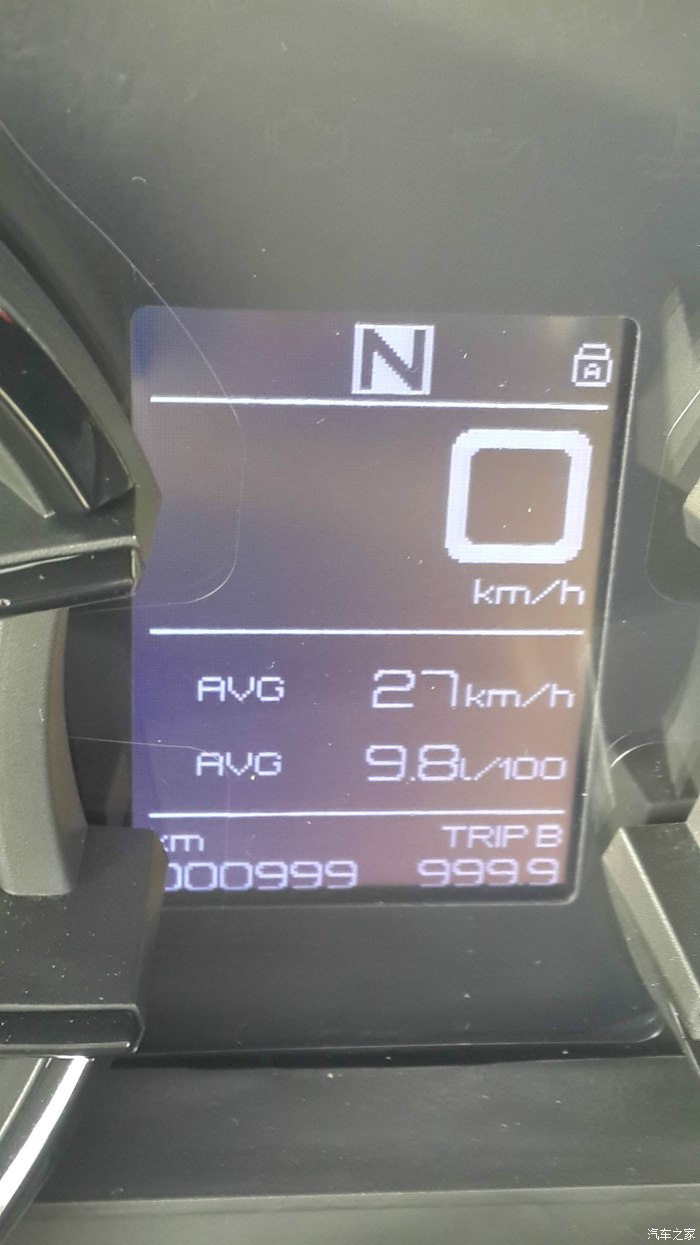 N
A
0
km/h
AVG 27km/h
AVG 9.8l/100
km TRIP B
000999 999.9
汽车之家